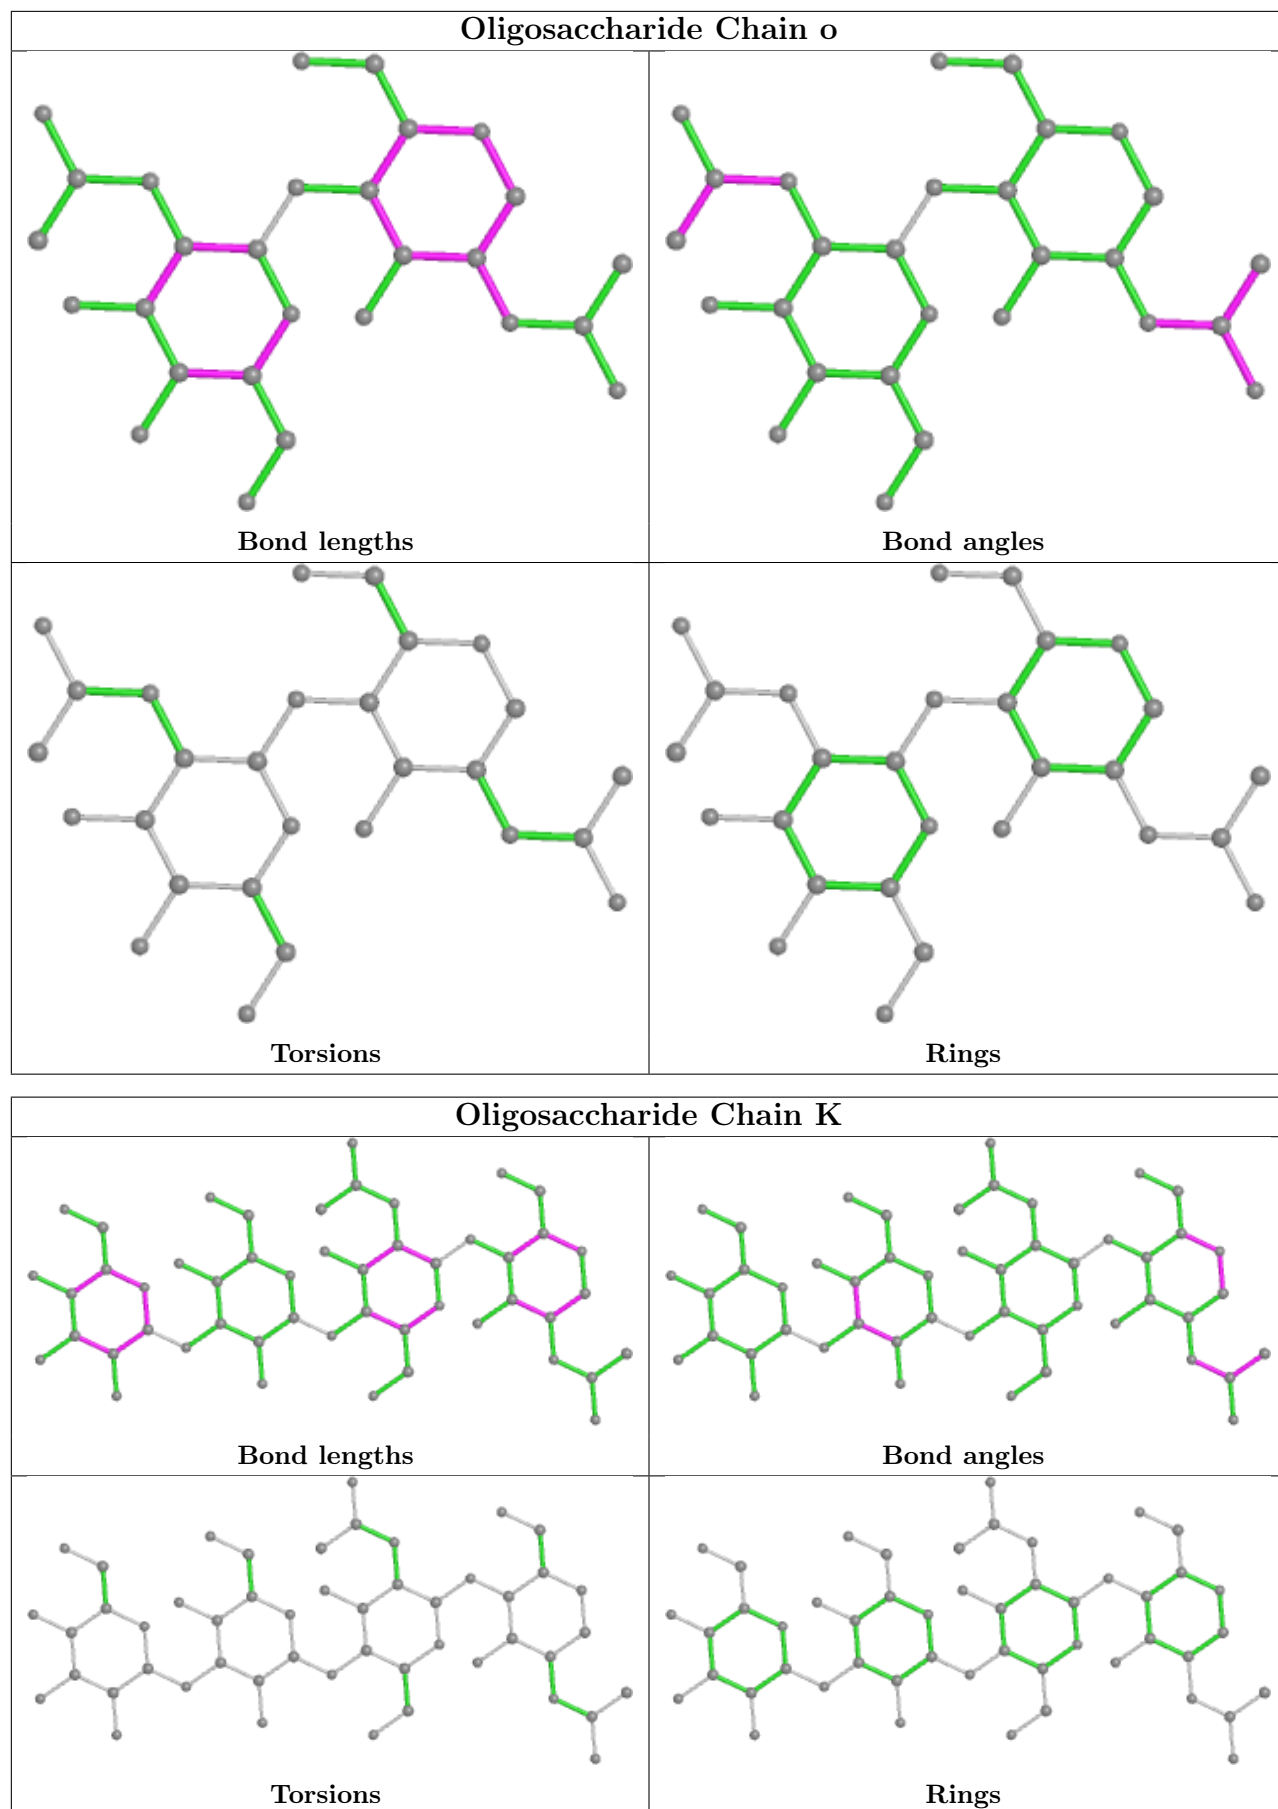 Oligosaccharide Chain o
Bond lengths
Bond angles
Torsions
Rings
Oligosaccharide Chain K
Bond lengths
Bond angles
Torsions
Rings